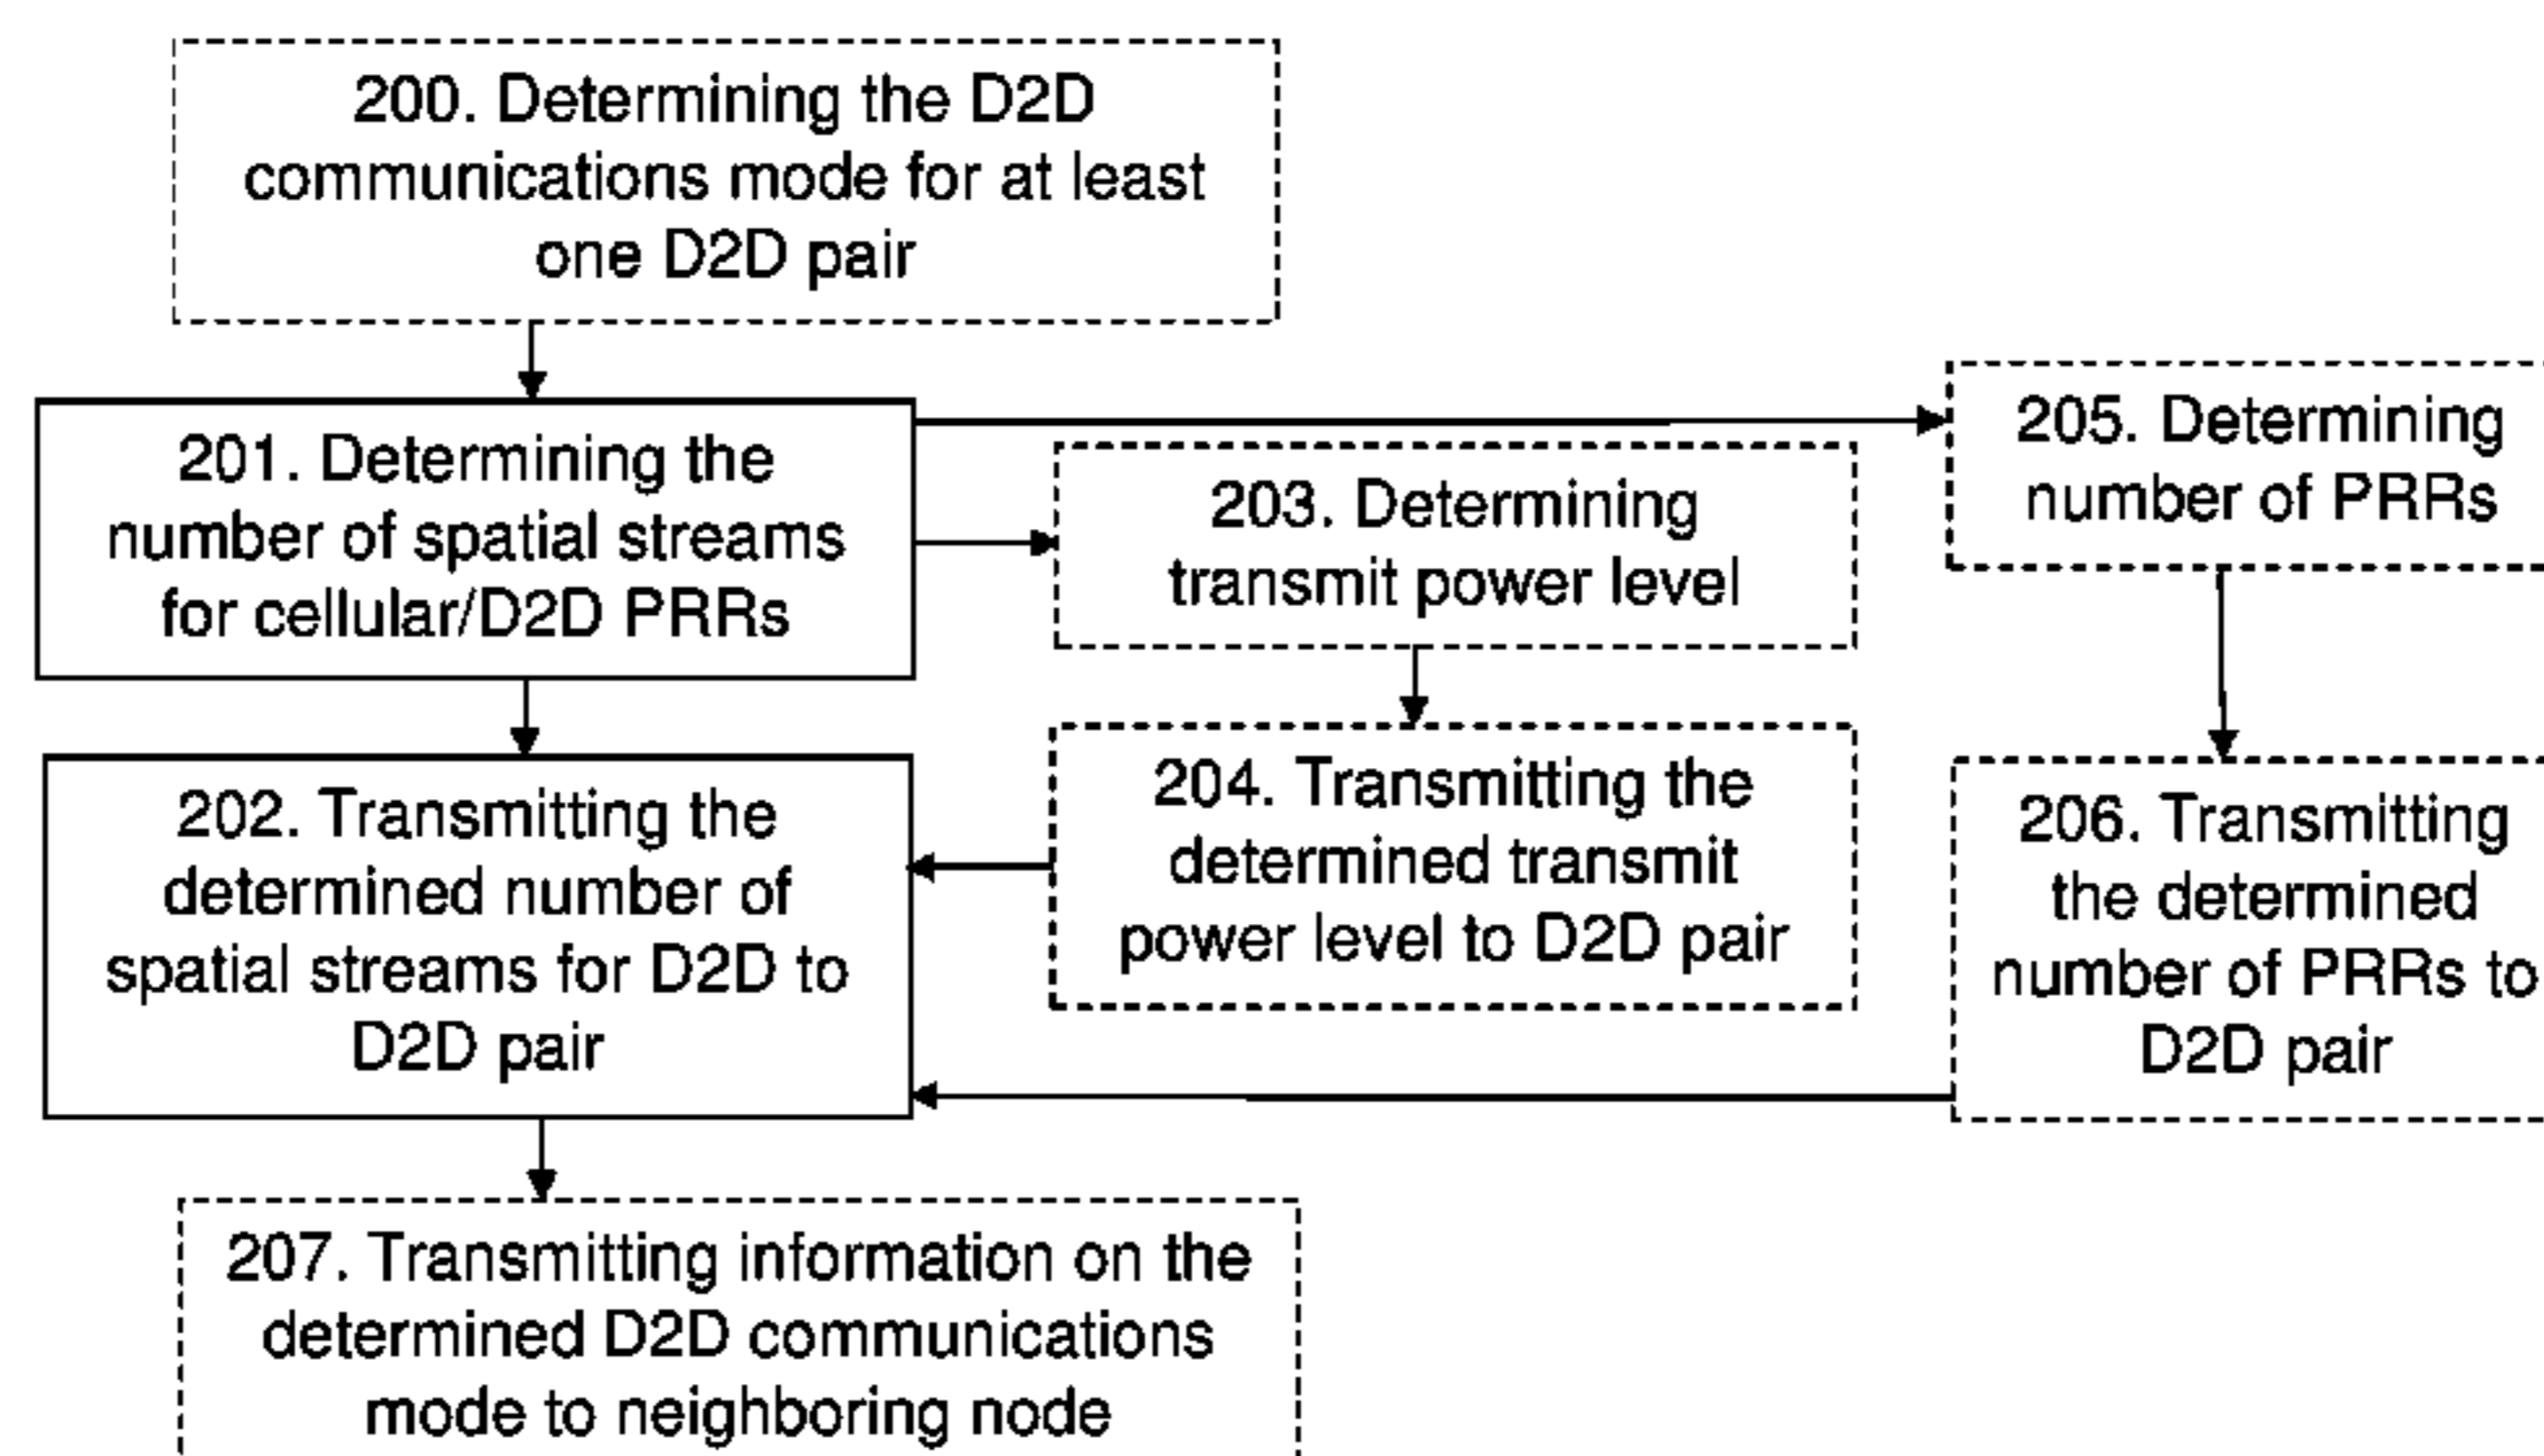 200. Determining the D2D
communications mode for at least
one D2D pair
201. Determining the
number of spatial streams
for cellular/D2D PRRs
203. Determining
transmit power level
205. Determining
number of PRRs
202. Transmitting the
determined number of
spatial streams for D2D to
D2D pair
204. Transmitting the
determined transmit
power level to D2D pair
206. Transmitting
the determined
number of PRRs to
D2D pair
207. Transmitting information on the
determined D2D communications
mode to neighboring node